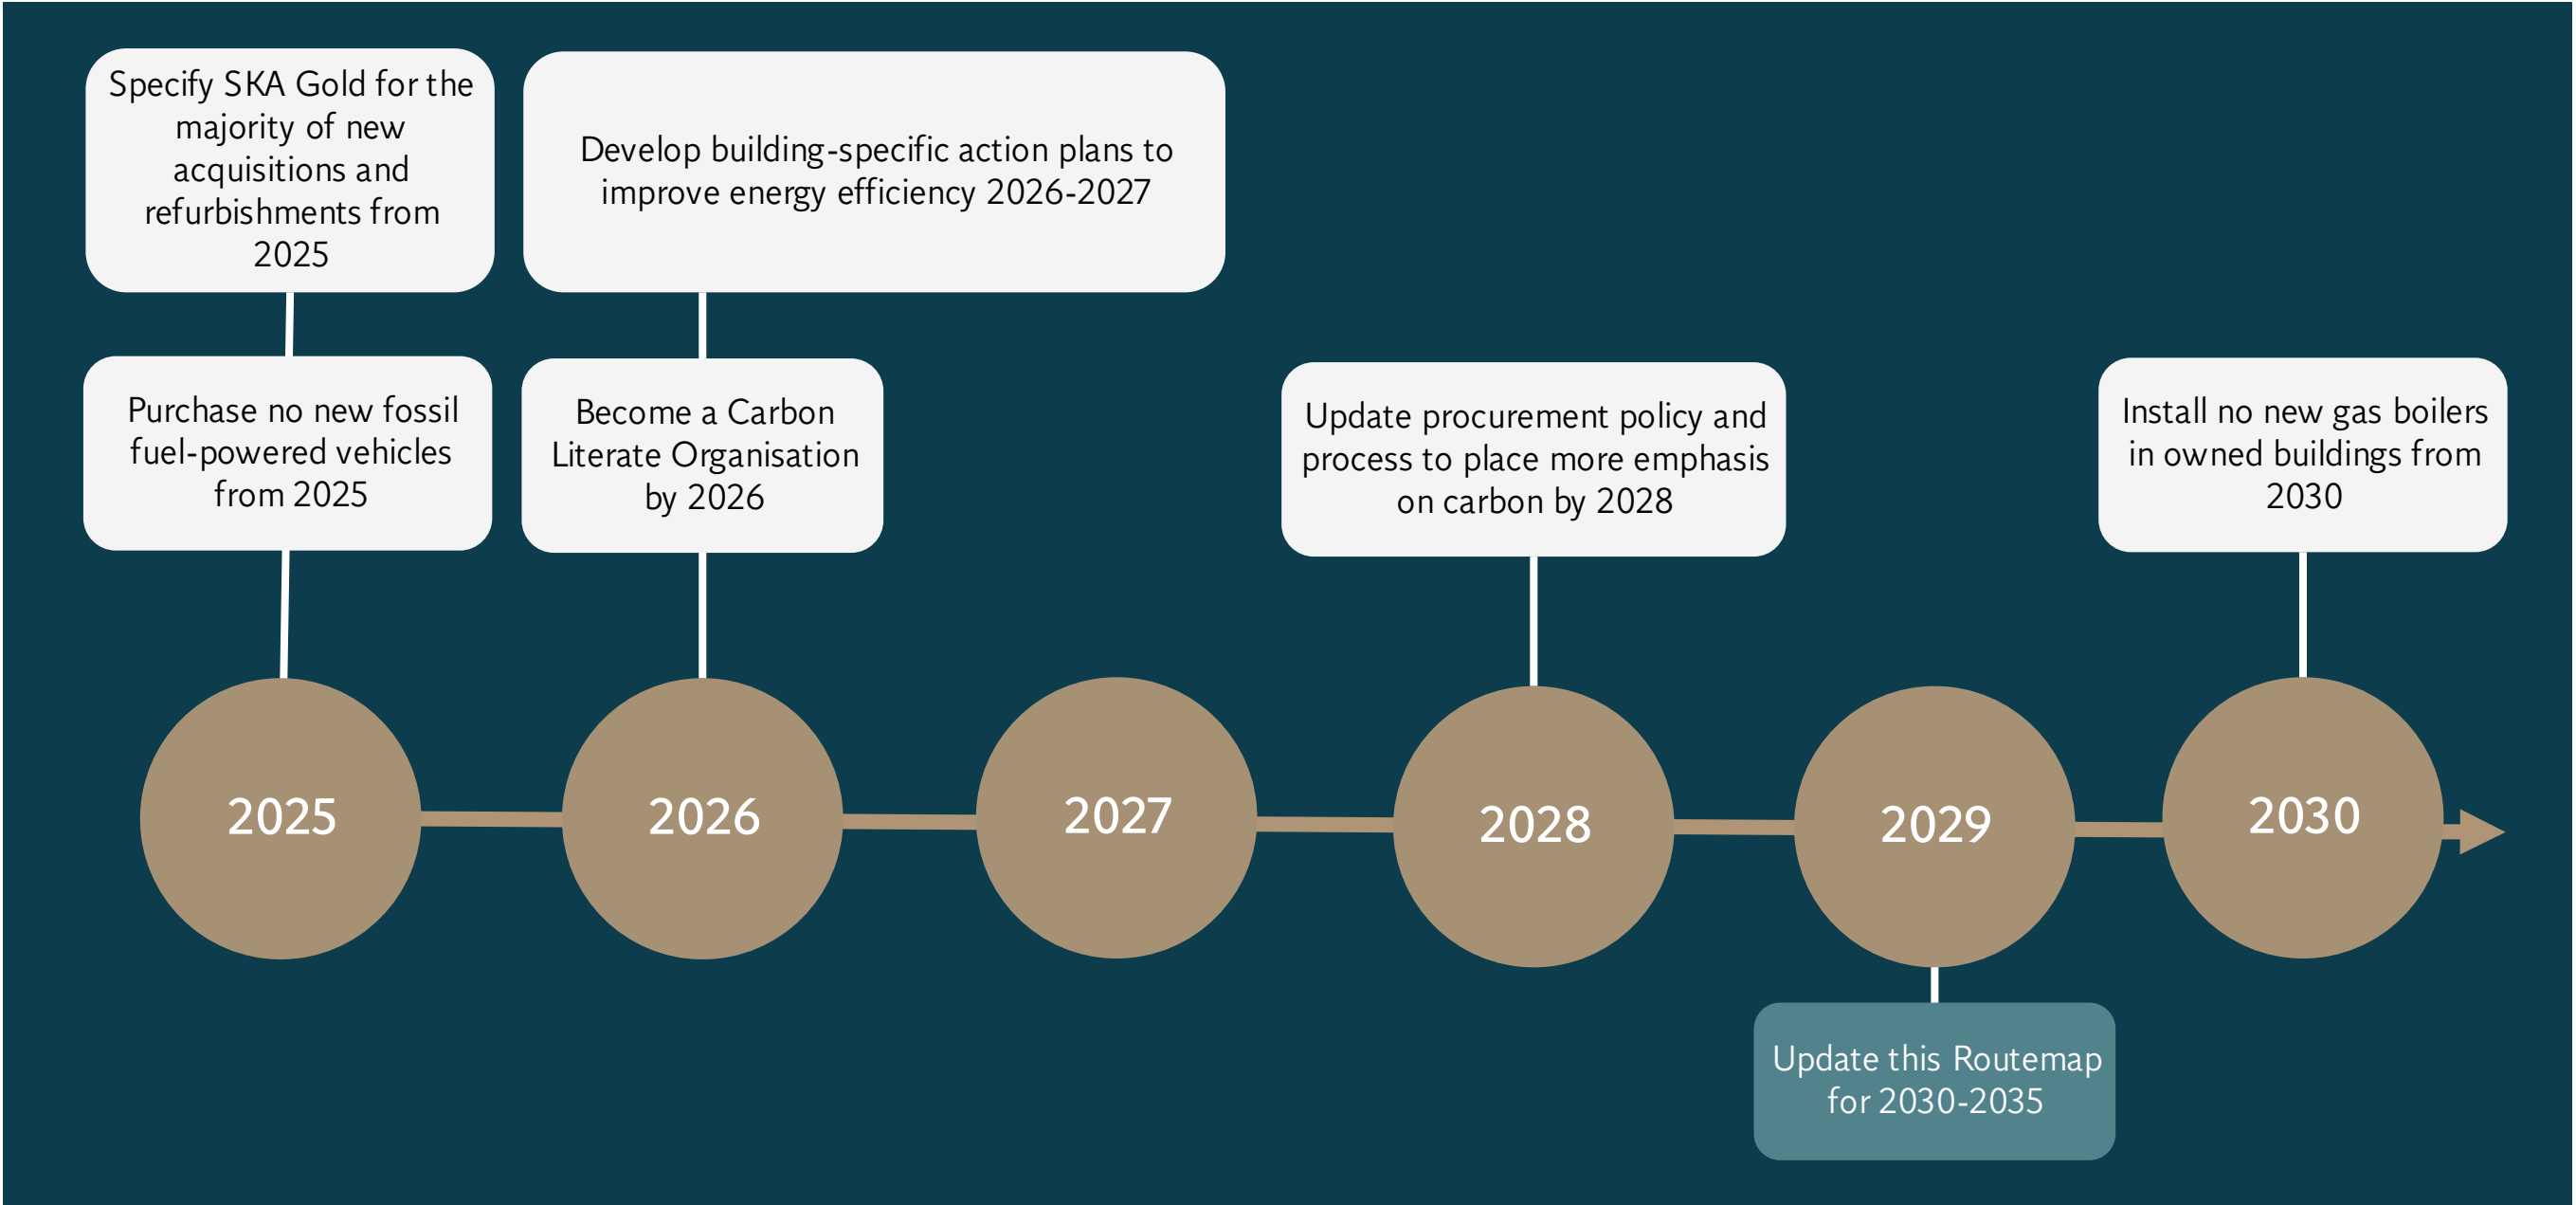 Specify SKA Gold for the
majority of new
acquisitions and
refurbishments from
2025
Develop building-specific action plans to
improve energy efficiency 2026-2027
Purchase no new fossil
fuel-powered vehicles
from 2025
Become a Carbon
Literate Organisation
by 2026
Update procurement policy and
process to place more emphasis
on carbon by 2028
Install no new gas boilers
in owned buildings from
2030
2025
2026
2027
2028
2029
2030
Update this Routemap
for 2030-2035